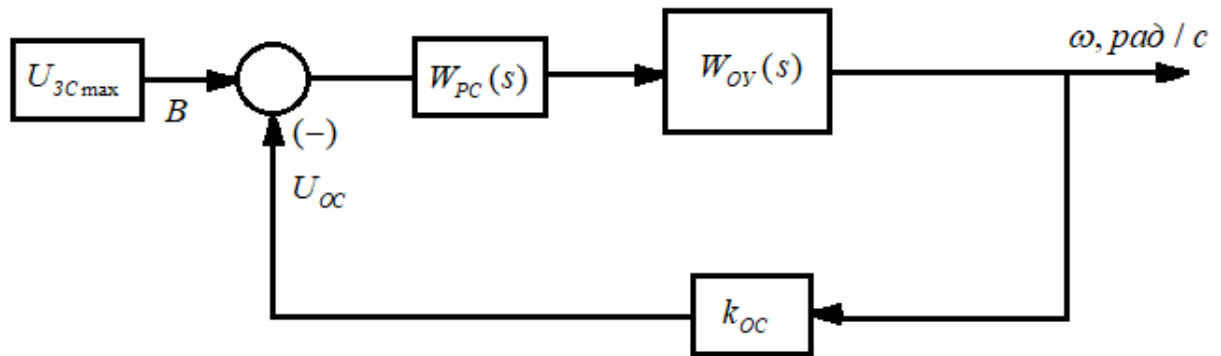 U_{ЗС max}
B
(−)
U_{ОС}
W_{РС}(s)
W_{ОУ}(s)
ω, рад / с
k_{ОС}